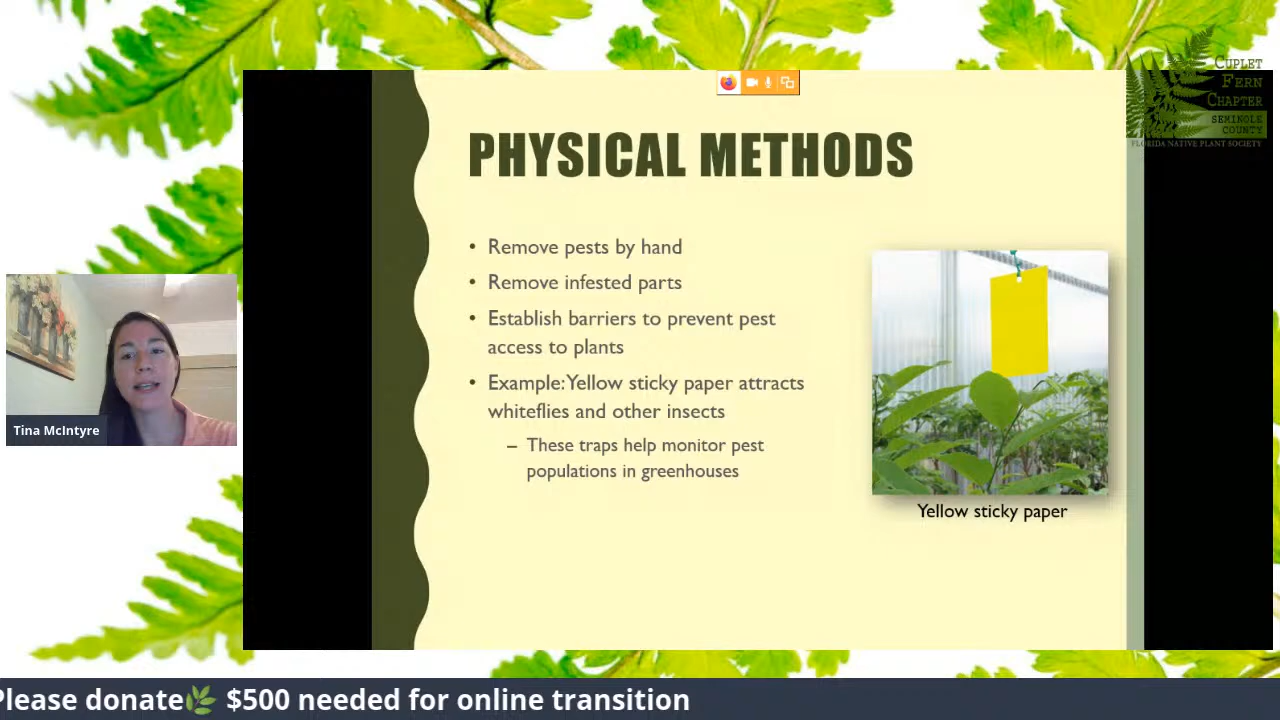 CUPLET
FERN
CHAPTER
SEMINOLE
COUNTY
FLORIDA NATIVE PLANT SOCIETY
PHYSICAL METHODS
• Remove pests by hand
• Remove infested parts
• Establish barriers to prevent pest
access to plants
• Example: Yellow sticky paper attracts
whiteflies and other insects
– These traps help monitor pest
populations in greenhouses
Yellow sticky paper
Tina McIntyre
Please donate🌿 $500 needed for online transition